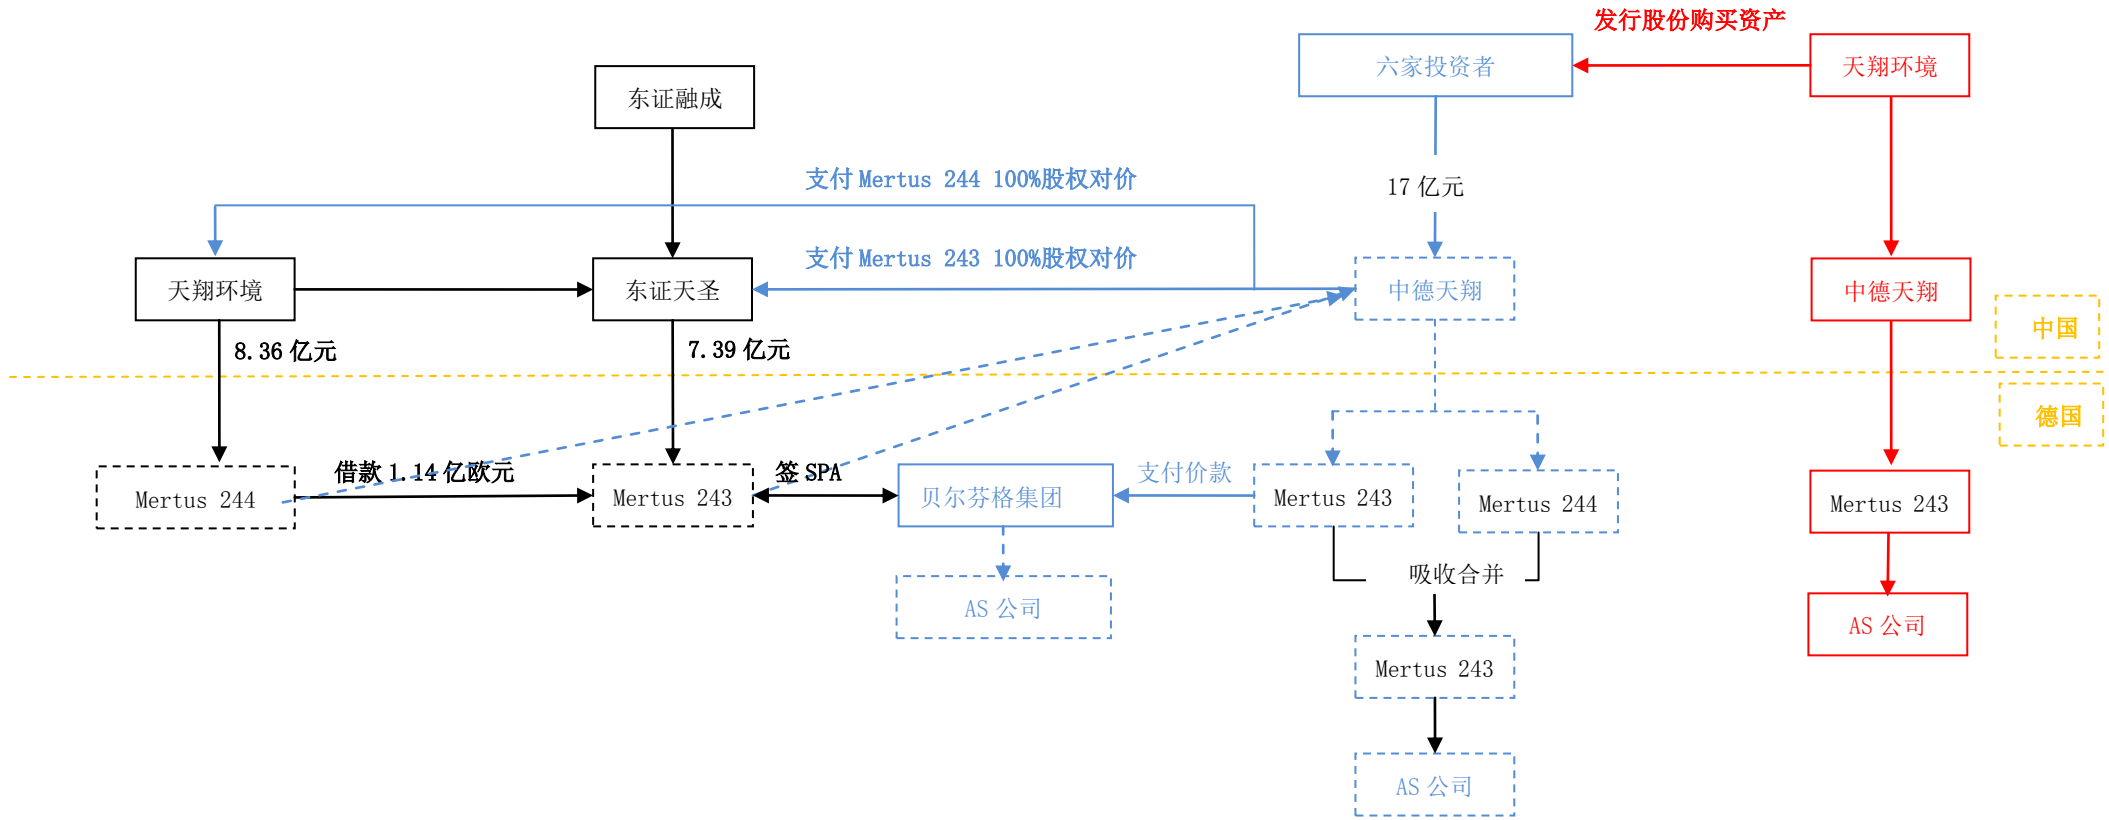 发行股份购买资产
六家投资者
天翔环境
东证融成
支付 Mertus 244 100%股权对价
17 亿元
支付 Mertus 243 100%股权对价
天翔环境
东证天圣
中德天翔
中德天翔
中国
8.36 亿元
7.39 亿元
德国
借款 1.14 亿欧元
签 SPA
支付价款
Mertus 244
Mertus 243
贝尔芬格集团
Mertus 243
Mertus 244
Mertus 243
吸收合并
AS 公司
AS 公司
Mertus 243
AS 公司